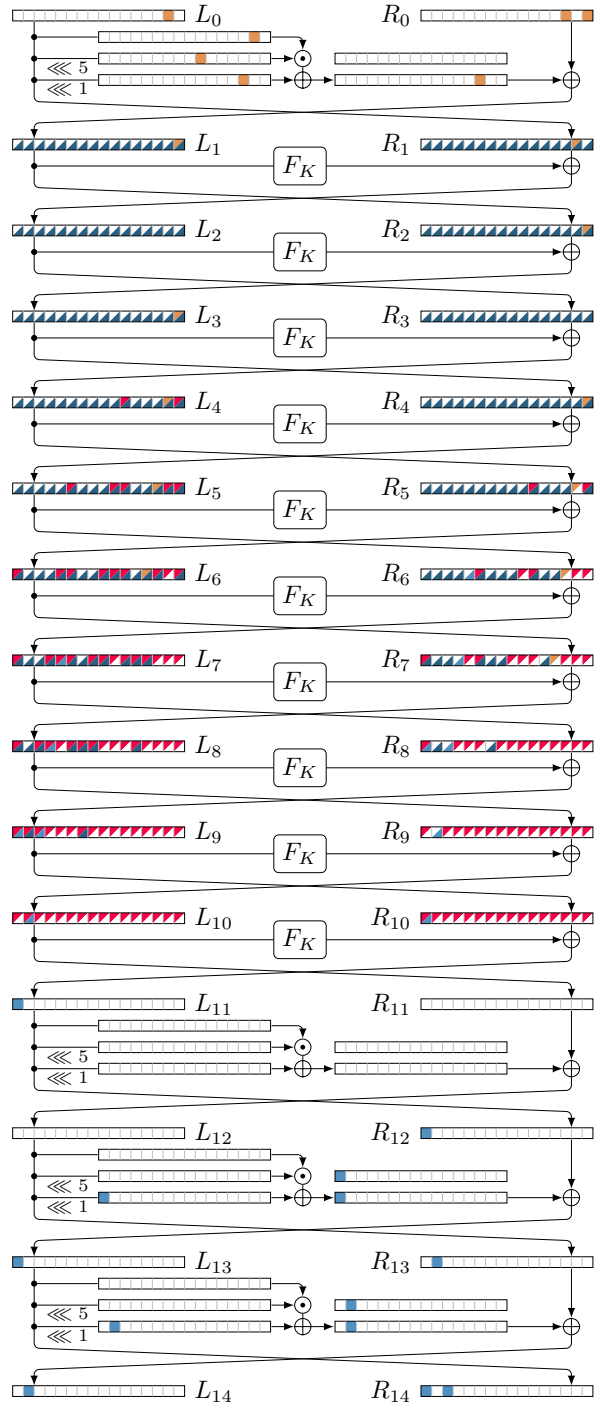 L0 R0
⋘ 5
⋘ 1
L1 R1
FK
L2 R2
FK
L3 R3
FK
L4 R4
FK
L5 R5
FK
L6 R6
FK
L7 R7
FK
L8 R8
FK
L9 R9
FK
L10 R10
FK
L11 R11
⋘ 5
⋘ 1
L12 R12
⋘ 5
⋘ 1
L13 R13
⋘ 5
⋘ 1
L14 R14